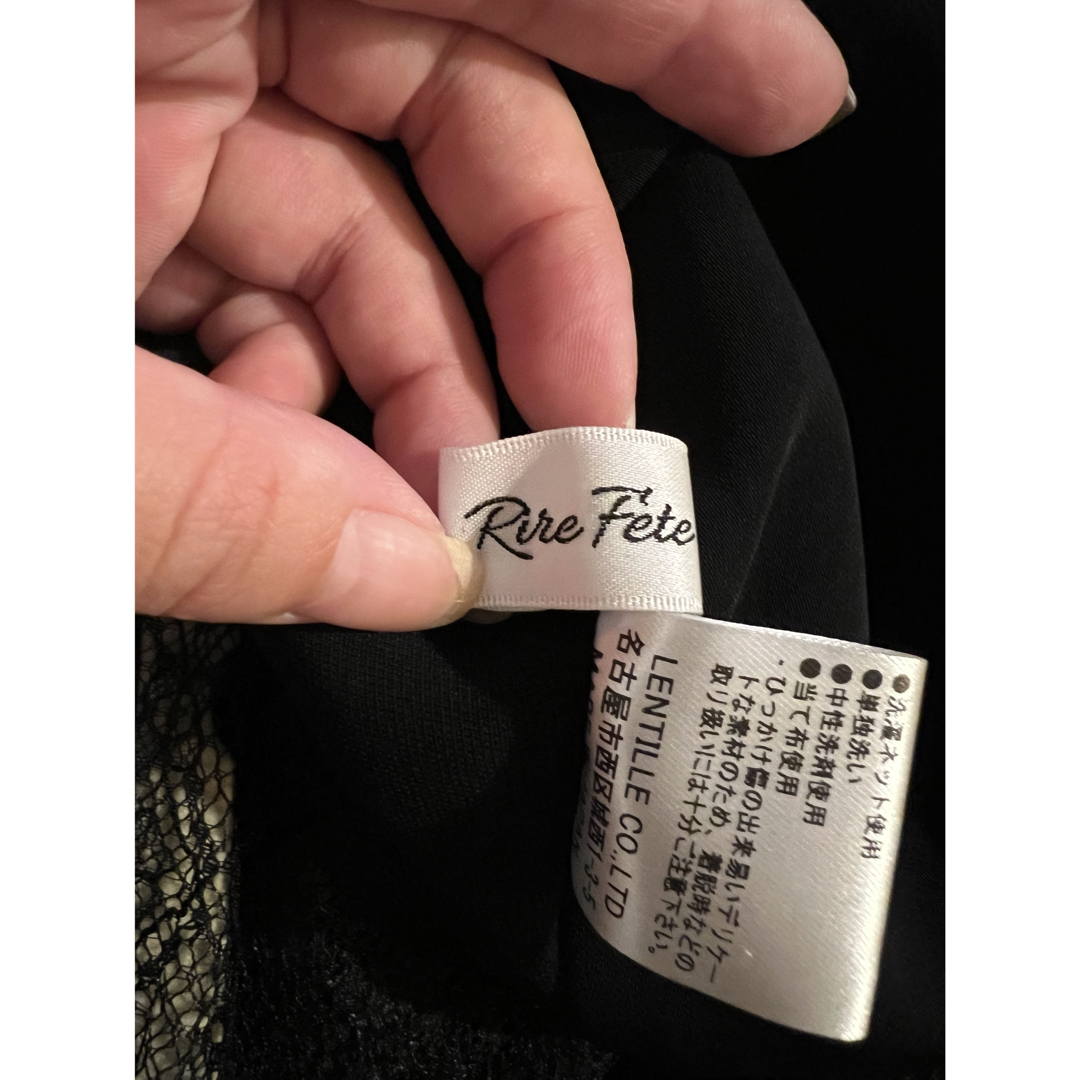 Rire Fête
●洗濯ネット使用
●単独洗い
●中性洗剤使用
●当て布使用
・ひっかけ傷の出来易いデリケー
トな素材のため、着脱時などの
取り扱いには十分ご注意下さい。
LENTILLE CO.,LTD
名古屋市西区城西1-3-5